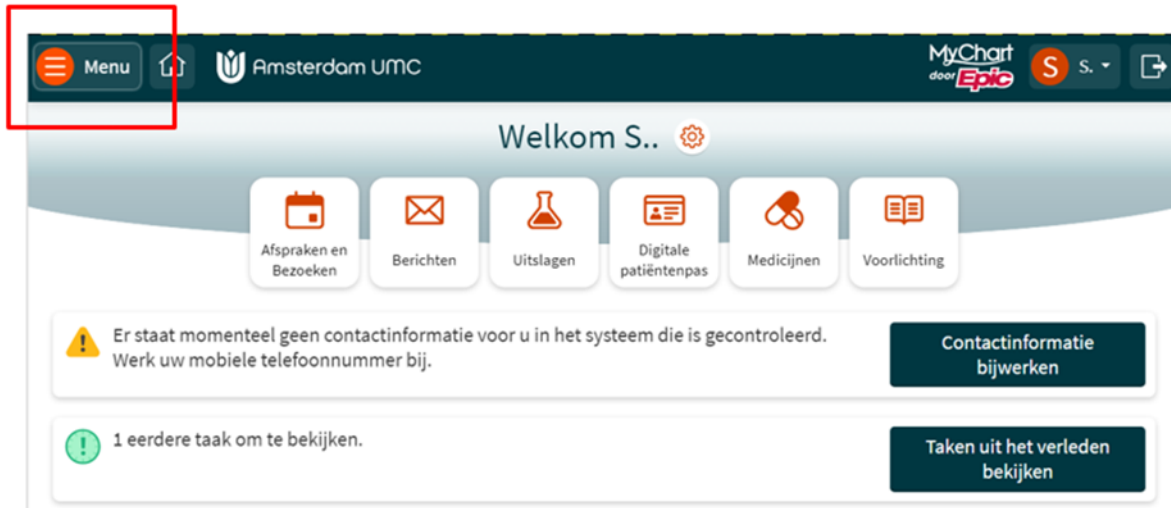 Menu
Amsterdam UMC
MyChart
door Epic
S
S.
Welkom S..
Afspraken en
Bezoeken
Berichten
Uitslagen
Digitale
patiëntenpas
Medicijnen
Voorlichting
Er staat momenteel geen contactinformatie voor u in het systeem die is gecontroleerd.
Werk uw mobiele telefoonnummer bij.
Contactinformatie
bijwerken
1 eerdere taak om te bekijken.
Taken uit het verleden
bekijken